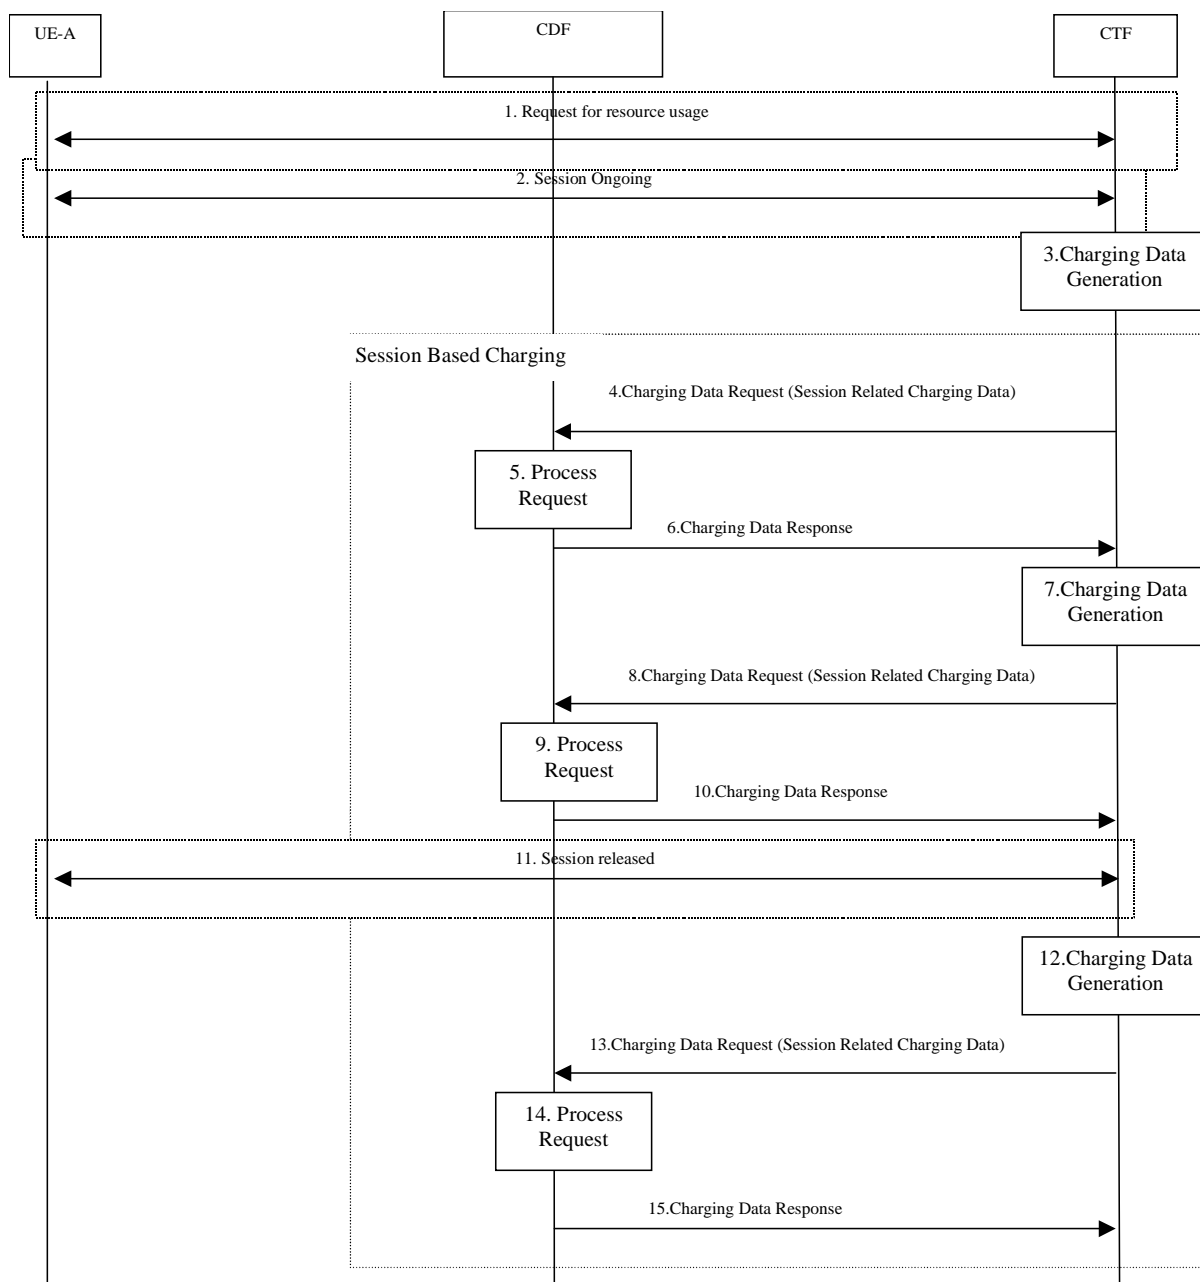 UE-A
CDF
CTF
1. Request for resource usage
2. Session Ongoing
3.Charging Data
Generation
Session Based Charging
4.Charging Data Request (Session Related Charging Data)
5. Process
Request
6.Charging Data Response
7.Charging Data
Generation
8.Charging Data Request (Session Related Charging Data)
9. Process
Request
10.Charging Data Response
11. Session released
12.Charging Data
Generation
13.Charging Data Request (Session Related Charging Data)
14. Process
Request
15.Charging Data Response